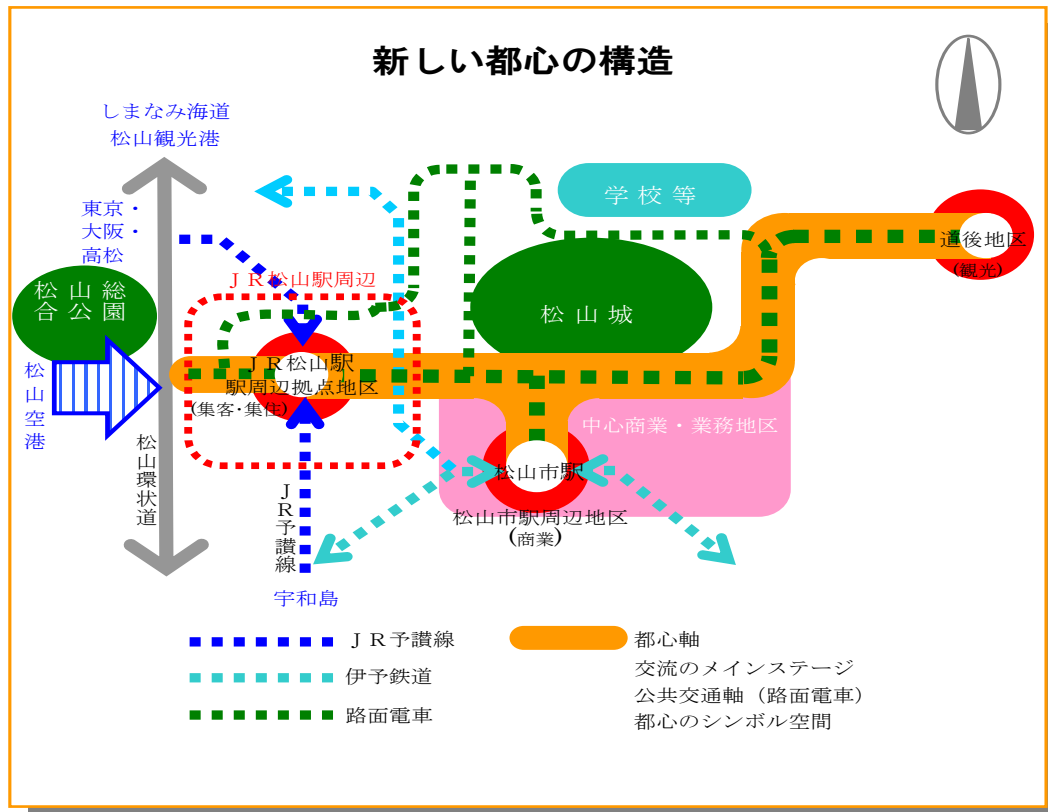 新しい都心の構造
しまなみ海道
松山観光港
東京・
大阪・
高松
学校等
道後地区
(観光)
ＪＲ松山駅周辺
松山総
合公園
松山城
松山空港
ＪＲ松山駅
駅周辺拠点地区
(集客・集住)
中心商業・業務地区
松山環状道
ＪＲ予讃線
松山市駅
松山市駅周辺地区
(商業)
宇和島
ＪＲ予讃線
伊予鉄道
路面電車
都心軸
交流のメインステージ
公共交通軸（路面電車）
都心のシンボル空間